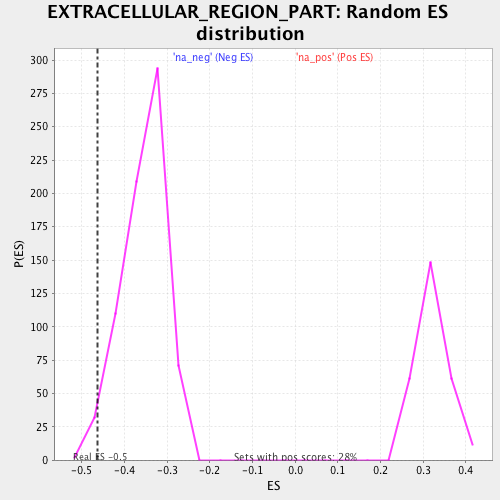 EXTRACELLULAR_REGION_PART: Random ES
distribution
'na_neg' (Neg ES) 'na_pos' (Pos ES)
300
275
250
225
200
175
150
125
100
75
50
25
0
P(ES)
Real ES -0.5 Sets with pos scores: 28%
-0.5 -0.4 -0.3 -0.2 -0.1 0.0 0.1 0.2 0.3 0.4
ES